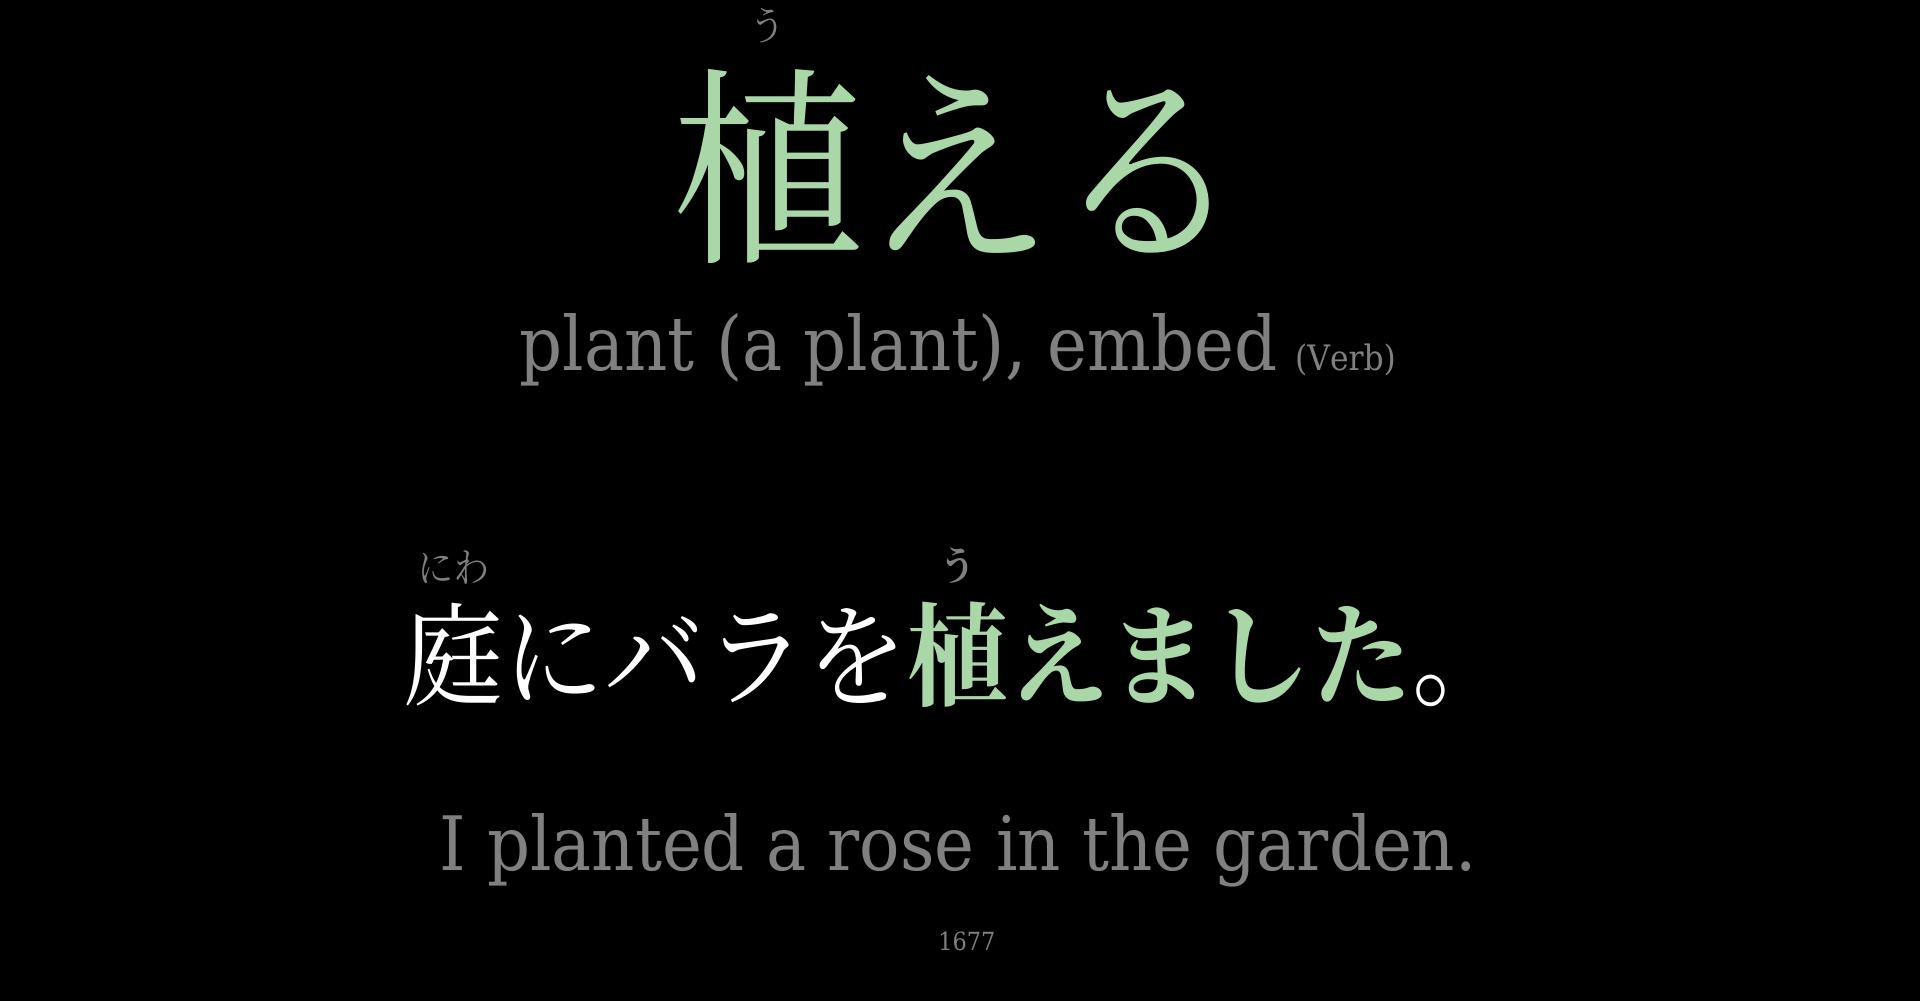 う
植える
plant (a plant), embed (Verb)
にわ う
庭にバラを植えました。
I planted a rose in the garden.
1677